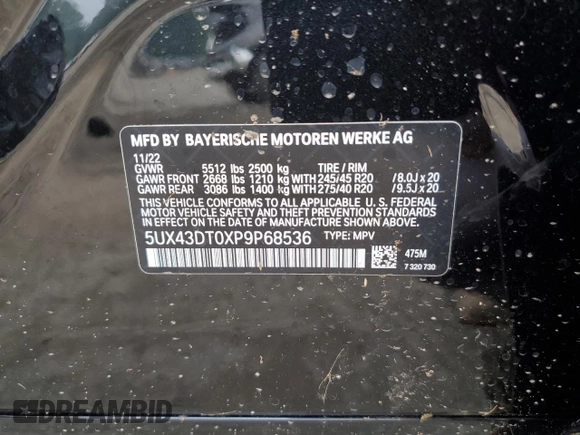 MFD BY BAYERISCHE MOTOREN WERKE AG
11/22
GVWR 5512 lbs 2500 kg TIRE / RIM
GAWR FRONT 2668 lbs 1210 kg WITH 245/45 R20 /8.0J x 20
GAWR REAR 3086 lbs 1400 kg WITH 275/40 R20 /9.5J x 20
THIS VEHICLE CONFORMS TO ALL APPLICABLE U. S. FEDERAL
MOTOR VEHICLE SAFETY, BUMPER, AND THEFT PREVENTION
STANDARDS IN EFFECT ON THE DATE OF MANUFACTURE SHOWN ABOVE.
5UX43DT0XP9P68536 TYPE: MPV
475M
7 320 730
DREAMBID